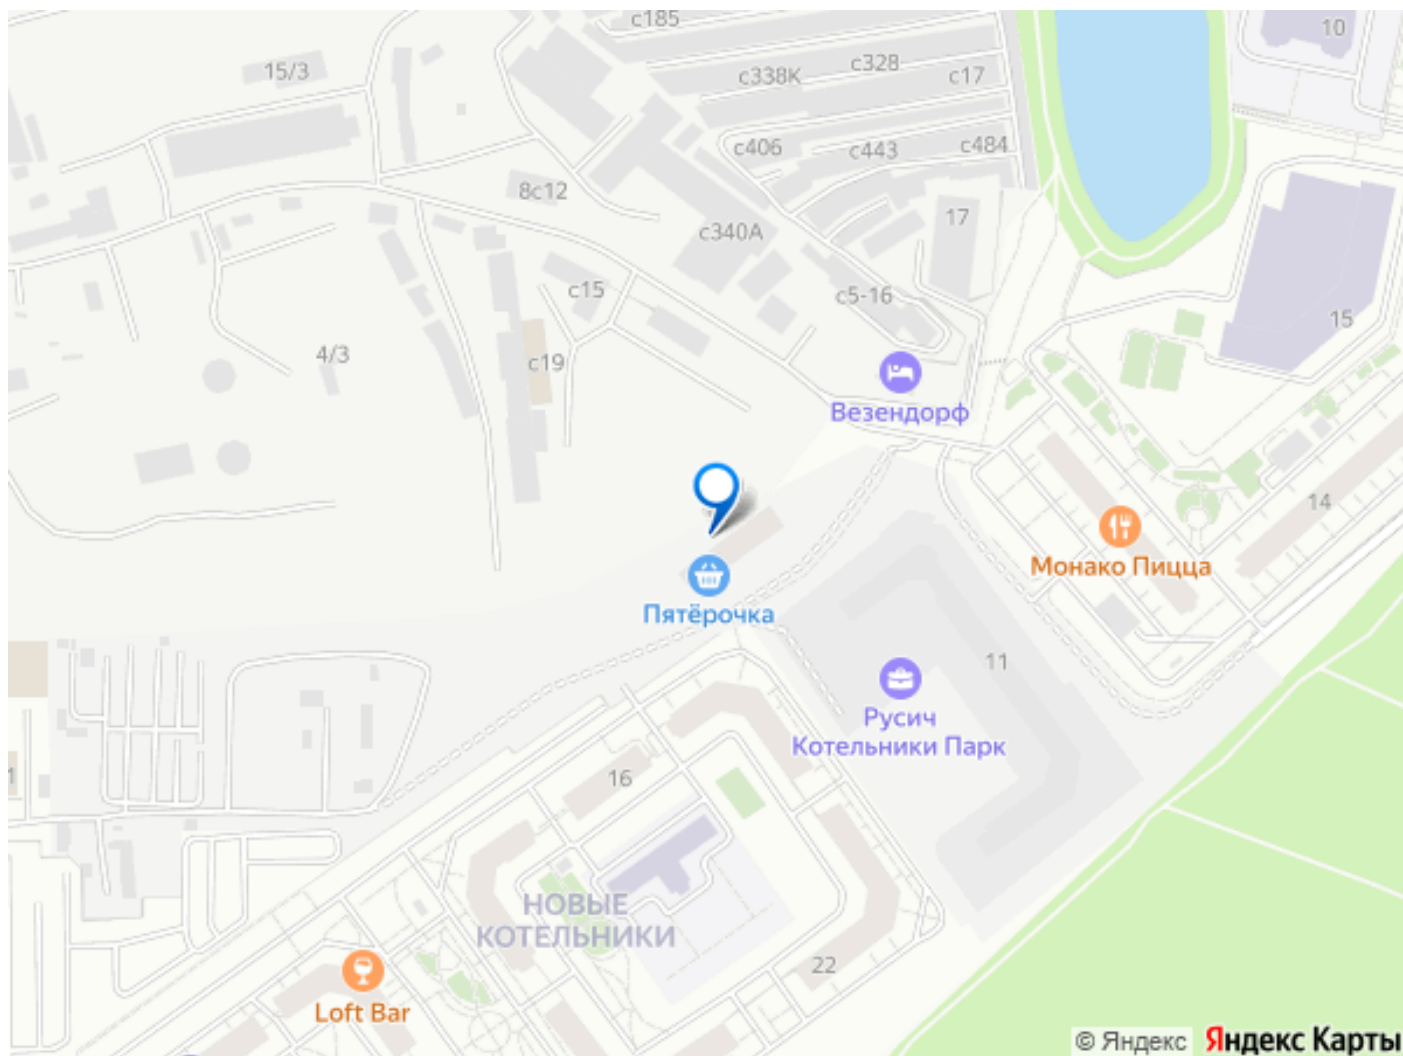 с185
10
15/3
с338К
с328
с17
с406
с443
с484
8с12
с340А
17
с15
с5-16
15
4/3
с19
Везендорф
14
Монако Пицца
Пятёрочка
11
Русич
Котельники Парк
16
1
НОВЫЕ
КОТЕЛЬНИКИ
22
Loft Bar
© Яндекс Яндекс Карты